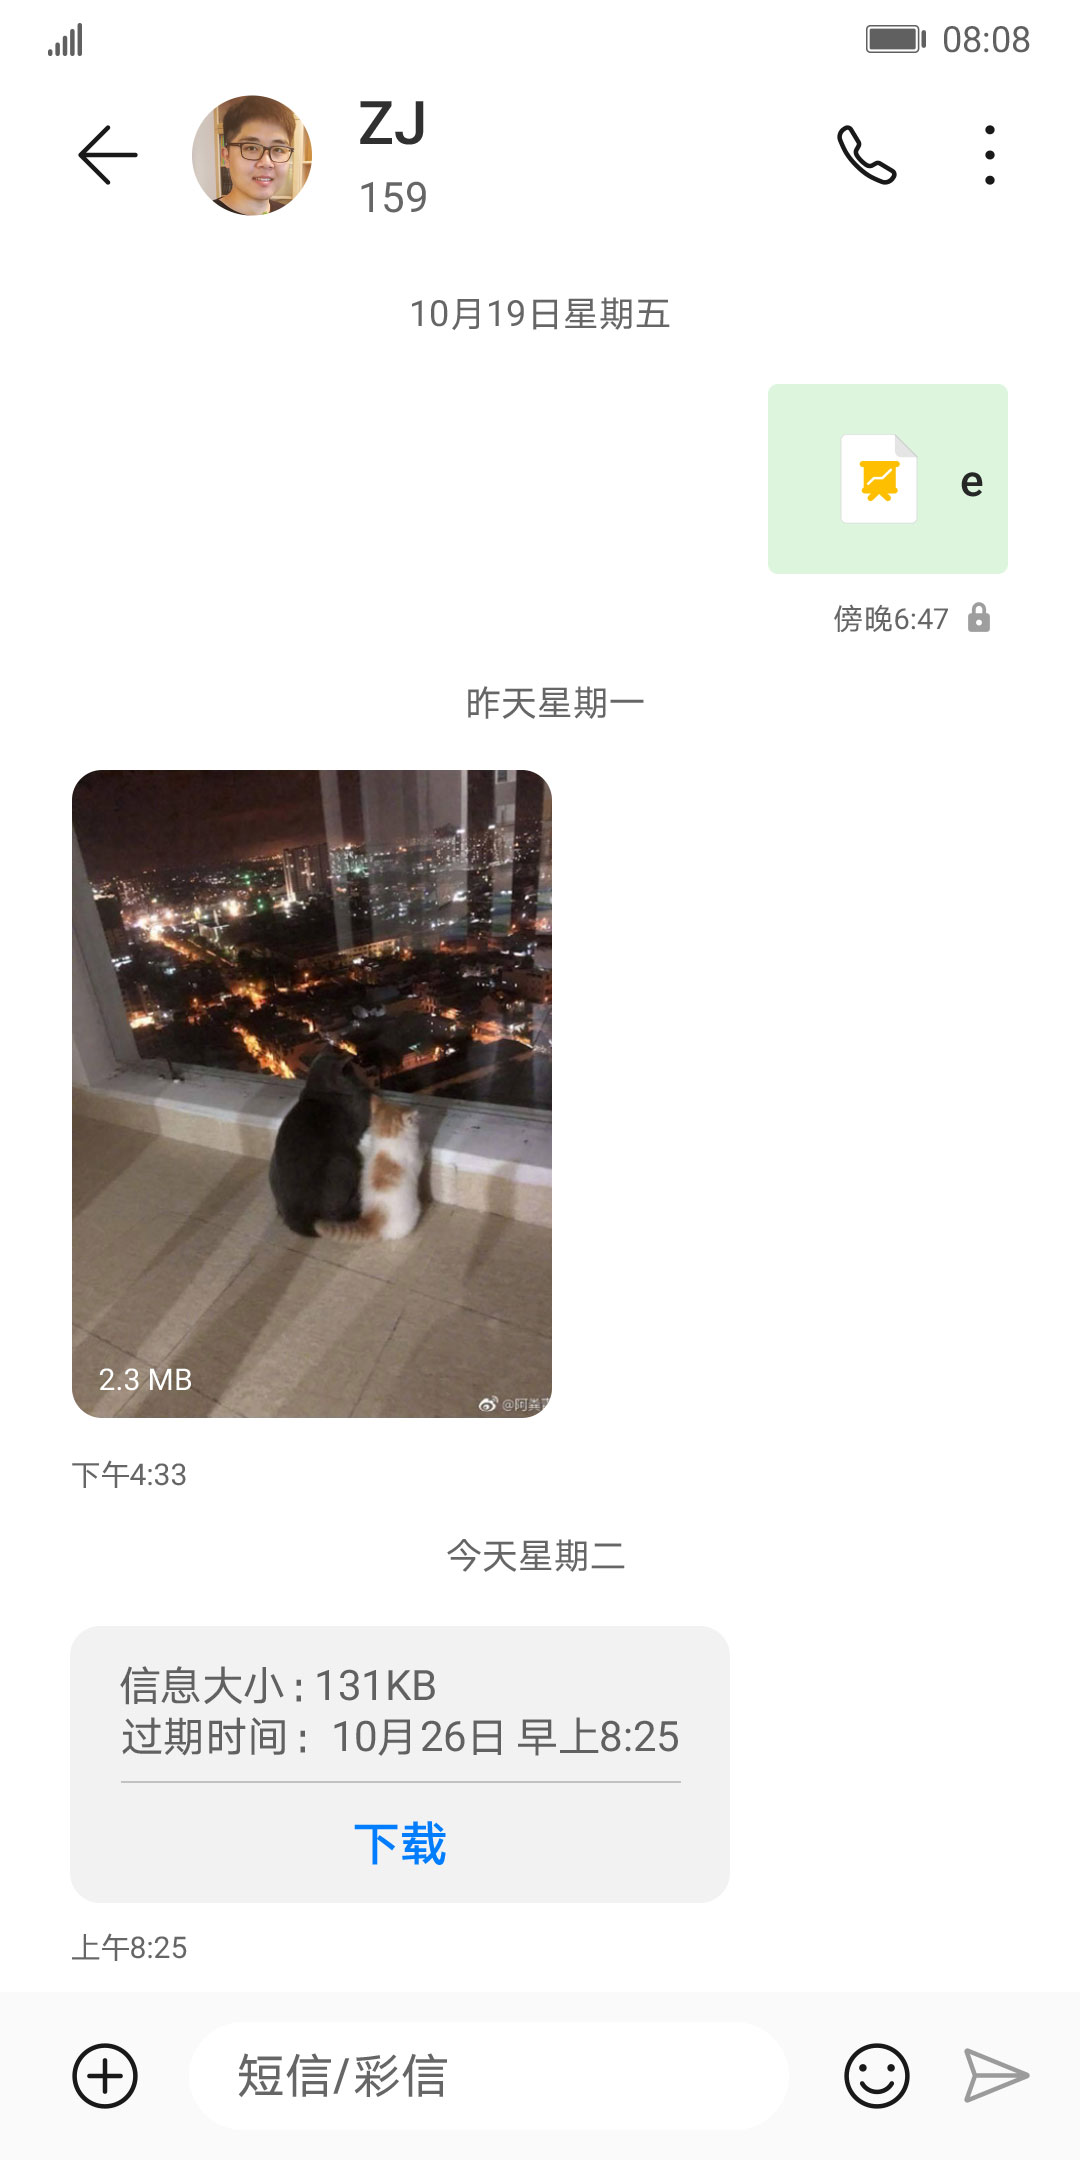 08:08
ZJ
159
10月19日星期五
e
傍晚6:47
昨天星期一
2.3 MB
@阿粪
下午4:33
今天星期二
信息大小 : 131KB
过期时间 : 10月26日 早上8:25
下载
上午8:25
短信/彩信